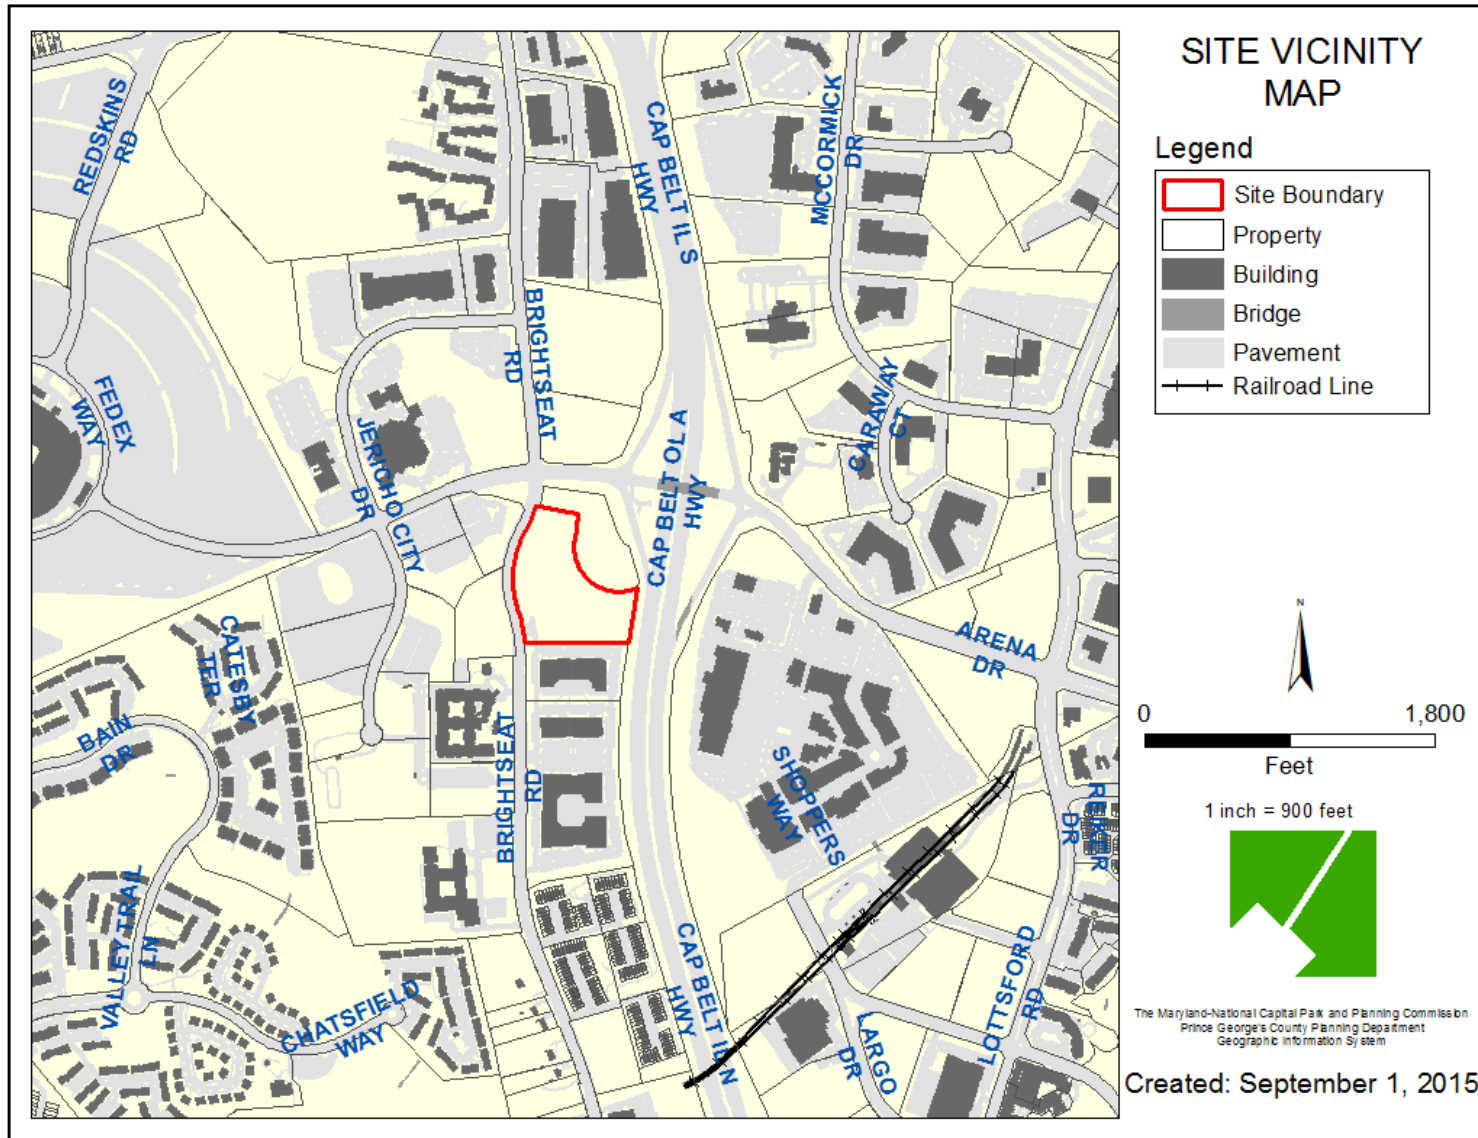 SITE VICINITY
MAP
Legend
Site Boundary
Property
Building
Bridge
Pavement
Railroad Line
N
0 1,800
Feet
1 inch = 900 feet
The Maryland-National Capital Park and Planning Commission
Prince George's County Planning Department
Geographic Information System
Created: September 1, 2015
REDSKINS
RD
CAP BELT IL S
HWY
MCCORMICK
DR
BRIGHTSEAT
RD
FEDEX
WAY
JERICHO CITY
DR
CARAWAY
CT
CAP BELT OL A
HWY
ARENA
DR
CATESBY
TER
BAIN
DR
BRIGHTSEAT
RD
SHOPPERS
WAY
REIKER
DR
VALLEY TRAIL
LN
CHATSFIELD
WAY
CAP BELT IL N
HWY
LARGO
DR
LOTTSFORD
RD